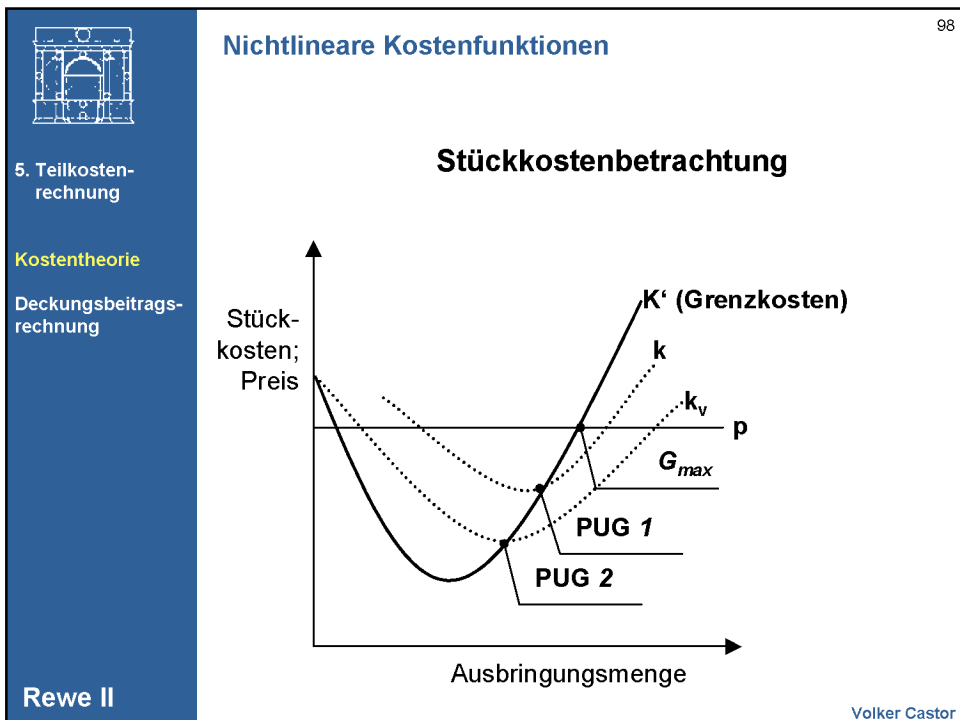 98
Nichtlineare Kostenfunktionen
5. Teilkosten-
rechnung
Kostentheorie
Deckungsbeitrags-
rechnung
Stückkostenbetrachtung
Stück-
kosten;
Preis
K‘ (Grenzkosten)
k
kv
p
Gmax
PUG 1
PUG 2
Ausbringungsmenge
Rewe II
Volker Castor